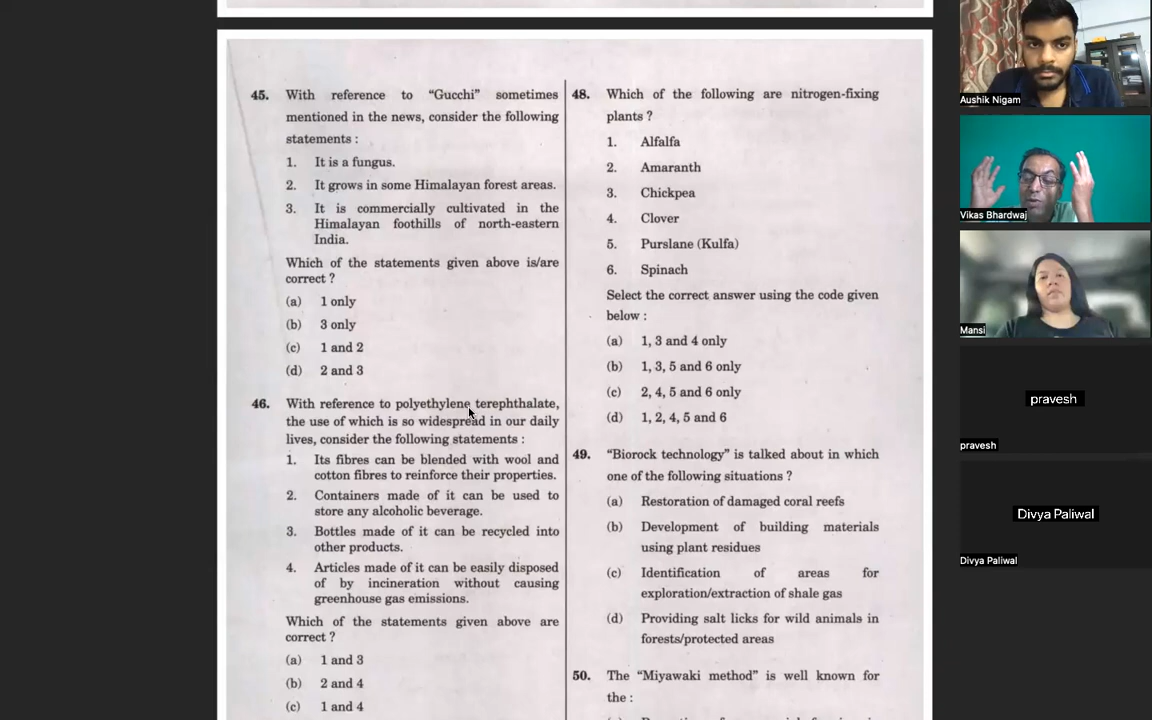 45. With reference to “Gucchi” sometimes
mentioned in the news, consider the following
statements :
1. It is a fungus.
2. It grows in some Himalayan forest areas.
3. It is commercially cultivated in the
Himalayan foothills of north-eastern
India.
Which of the statements given above is/are
correct ?
(a) 1 only
(b) 3 only
(c) 1 and 2
(d) 2 and 3
46. With reference to polyethylene terephthalate,
the use of which is so widespread in our daily
lives, consider the following statements :
1. Its fibres can be blended with wool and
cotton fibres to reinforce their properties.
2. Containers made of it can be used to
store any alcoholic beverage.
3. Bottles made of it can be recycled into
other products.
4. Articles made of it can be easily disposed
of by incineration without causing
greenhouse gas emissions.
Which of the statements given above are
correct ?
(a) 1 and 3
(b) 2 and 4
(c) 1 and 4
48. Which of the following are nitrogen-fixing
plants ?
1. Alfalfa
2. Amaranth
3. Chickpea
4. Clover
5. Purslane (Kulfa)
6. Spinach
Select the correct answer using the code given
below :
(a) 1, 3 and 4 only
(b) 1, 3, 5 and 6 only
(c) 2, 4, 5 and 6 only
(d) 1, 2, 4, 5 and 6
49. “Biorock technology” is talked about in which
one of the following situations ?
(a) Restoration of damaged coral reefs
(b) Development of building materials
using plant residues
(c) Identification of areas for
exploration/extraction of shale gas
(d) Providing salt licks for wild animals in
forests/protected areas
50. The “Miyawaki method” is well known for
the :
Aushik Nigam
Vikas Bhardwaj
Mansi
pravesh
pravesh
Divya Paliwal
Divya Paliwal